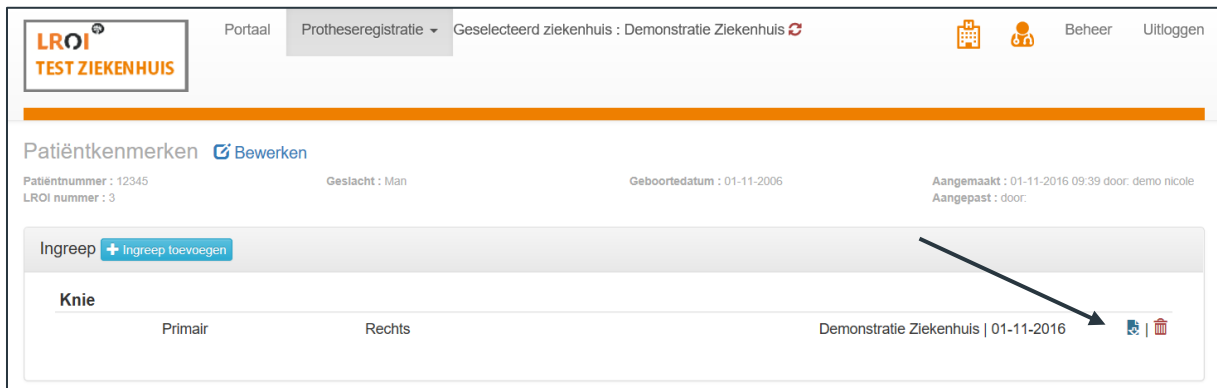 LROI
TEST ZIEKENHUIS
Portaal Protheseregistratie Geselecteerd ziekenhuis : Demonstratie Ziekenhuis Beheer Uitloggen
Patiëntkenmerken Bewerken
Patiëntnummer : 12345 Geslacht : Man Geboortedatum : 01-11-2006 Aangemaakt : 01-11-2016 09:39 door: demo nicole
LROI nummer : 3 Aangepast : door:
Ingreep + Ingreep toevoegen
Knie
Primair Rechts Demonstratie Ziekenhuis | 01-11-2016 |